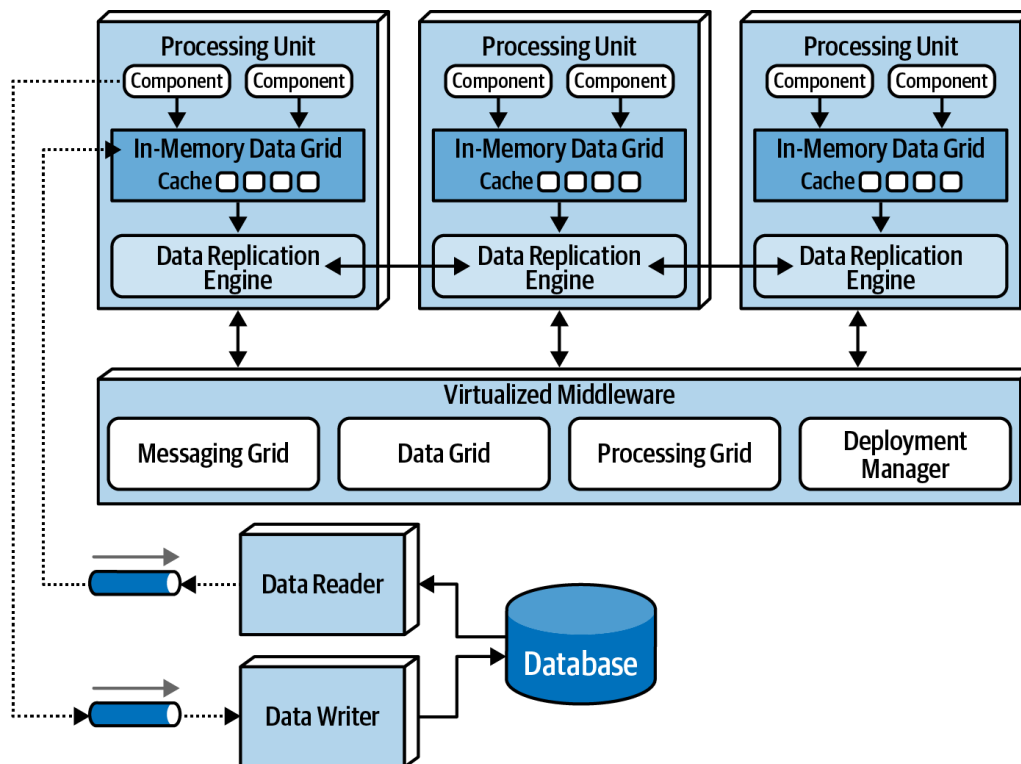 Processing Unit
Component
Component
In-Memory Data Grid
Cache
Data Replication
Engine
Processing Unit
Component
Component
In-Memory Data Grid
Cache
Data Replication
Engine
Processing Unit
Component
Component
In-Memory Data Grid
Cache
Data Replication
Engine
Virtualized Middleware
Messaging Grid
Data Grid
Processing Grid
Deployment
Manager
Data Reader
Database
Data Writer